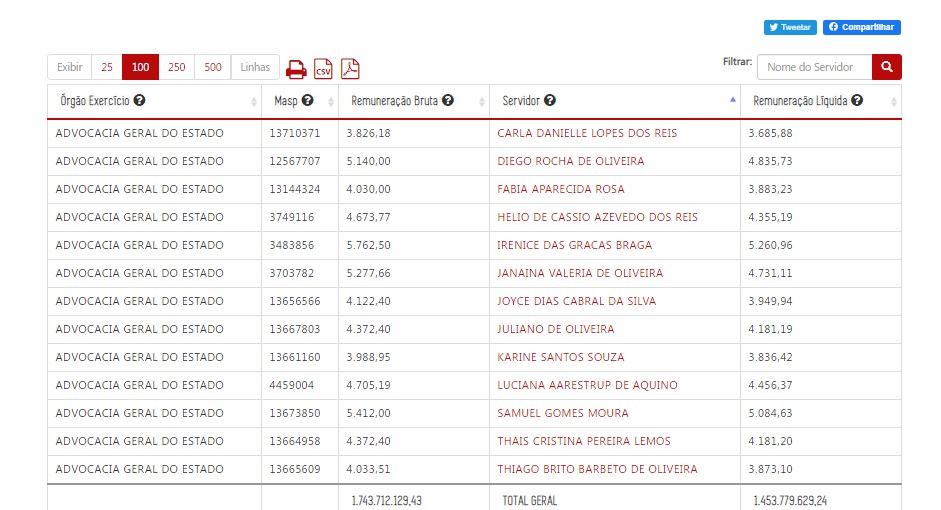 Tweetar Compartilhar
Exibir 25 100 250 500 Linhas CSV Filtrar: Nome do Servidor
Órgão Exercício ? Masp ? Remuneração Bruta ? Servidor ? Remuneração Líquida ?
ADVOCACIA GERAL DO ESTADO 13710371 3.826,18 CARLA DANIELLE LOPES DOS REIS 3.685,88
ADVOCACIA GERAL DO ESTADO 12567707 5.140,00 DIEGO ROCHA DE OLIVEIRA 4.835,73
ADVOCACIA GERAL DO ESTADO 13144324 4.030,00 FABIA APARECIDA ROSA 3.883,23
ADVOCACIA GERAL DO ESTADO 3749116 4.673,77 HELIO DE CASSIO AZEVEDO DOS REIS 4.355,19
ADVOCACIA GERAL DO ESTADO 3483856 5.762,50 IRENICE DAS GRACAS BRAGA 5.260,96
ADVOCACIA GERAL DO ESTADO 3703782 5.277,66 JANAINA VALERIA DE OLIVEIRA 4.731,11
ADVOCACIA GERAL DO ESTADO 13656566 4.122,40 JOYCE DIAS CABRAL DA SILVA 3.949,94
ADVOCACIA GERAL DO ESTADO 13667803 4.372,40 JULIANO DE OLIVEIRA 4.181,19
ADVOCACIA GERAL DO ESTADO 13661160 3.988,95 KARINE SANTOS SOUZA 3.836,42
ADVOCACIA GERAL DO ESTADO 4459004 4.705,19 LUCIANA AARESTRUP DE AQUINO 4.456,37
ADVOCACIA GERAL DO ESTADO 13673850 5.412,00 SAMUEL GOMES MOURA 5.084,63
ADVOCACIA GERAL DO ESTADO 13664958 4.372,40 THAIS CRISTINA PEREIRA LEMOS 4.181,20
ADVOCACIA GERAL DO ESTADO 13665609 4.033,51 THIAGO BRITO BARBETO DE OLIVEIRA 3.873,10
1.743.712.129,43 TOTAL GERAL 1.453.779.629,24